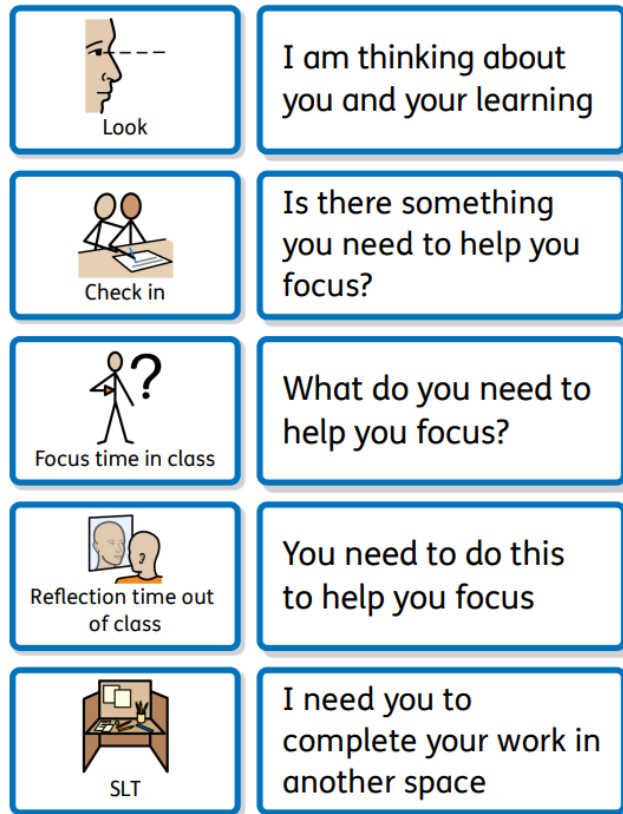 Look
I am thinking about
you and your learning
Check in
Is there something
you need to help you
focus?
?
Focus time in class
What do you need to
help you focus?
Reflection time out
of class
You need to do this
to help you focus
SLT
I need you to
complete your work in
another space